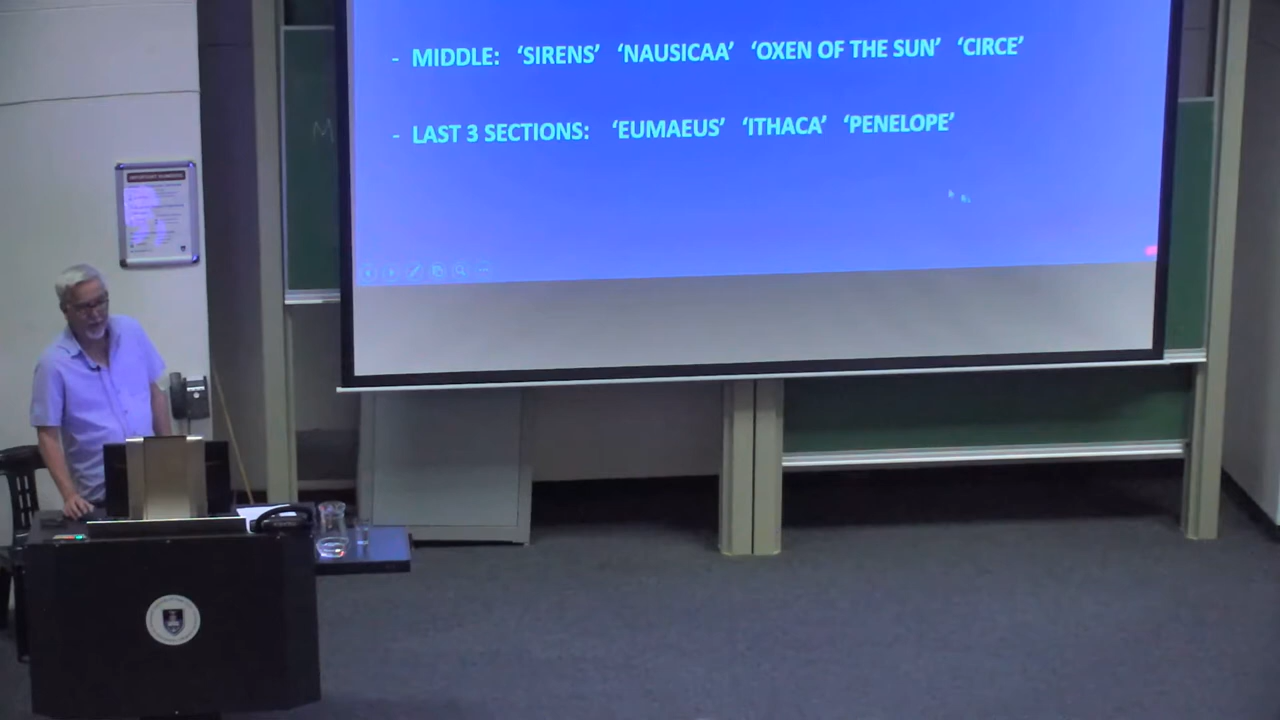 - MIDDLE: ‘SIRENS’ ‘NAUSICAA’ ‘OXEN OF THE SUN’ ‘CIRCE’
- LAST 3 SECTIONS: ‘EUMAEUS’ ‘ITHACA’ ‘PENELOPE’
M